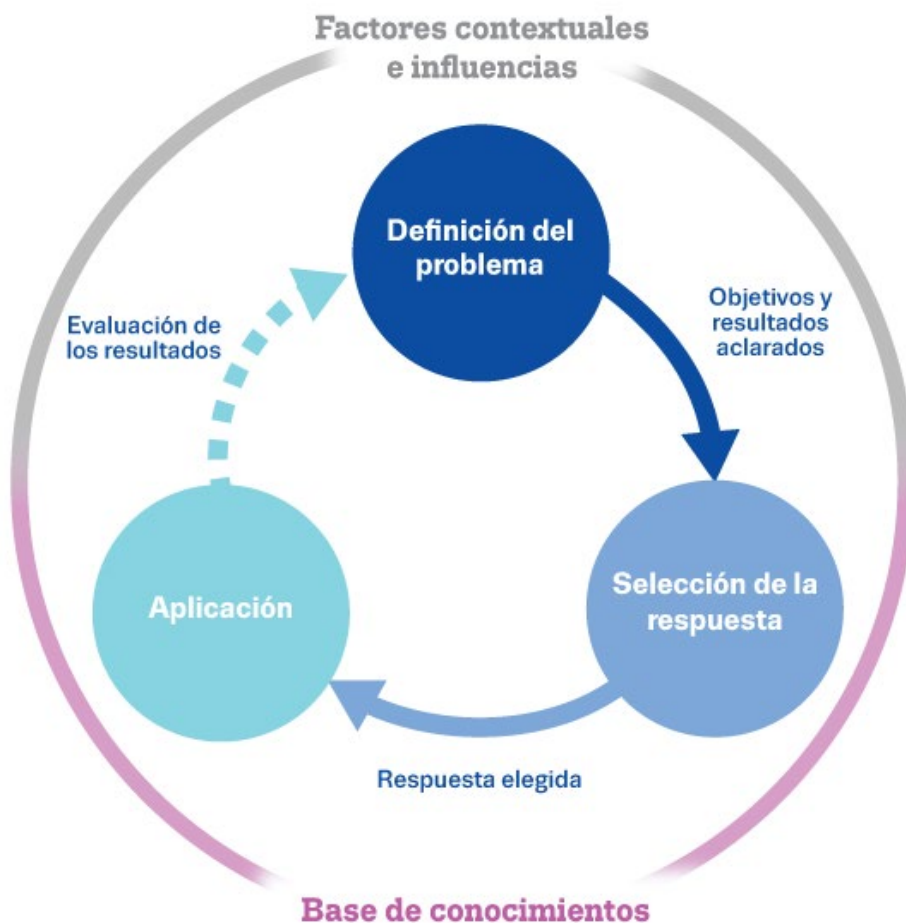 Factores contextuales
e influencias
Definición del
problema
Objetivos y
resultados
aclarados
Evaluación de
los resultados
Selección de la
respuesta
Aplicación
Respuesta elegida
Base de conocimientos